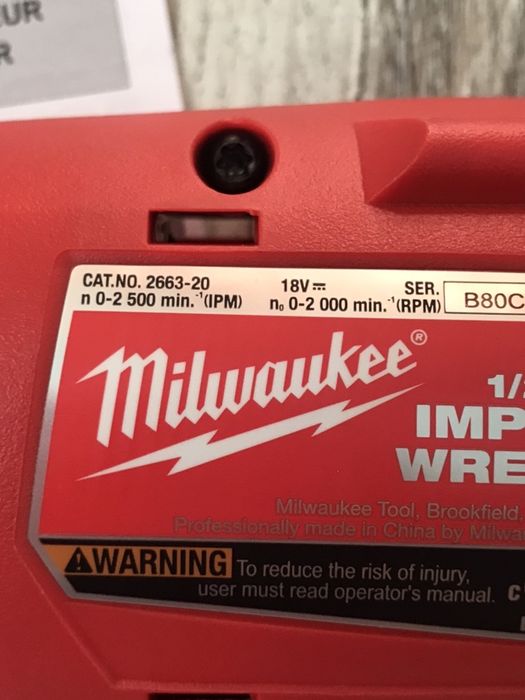 EUR
R
CAT.NO. 2663-20 18V⎓ SER. B80C
n 0-2 500 min.⁻¹(IPM) n₀ 0-2 000 min.⁻¹(RPM)
Milwaukee®
1/
IMP
WRE
Milwaukee Tool, Brookfield,
Professionally made in China by Milwa
⚠WARNING To reduce the risk of injury,
user must read operator's manual. C